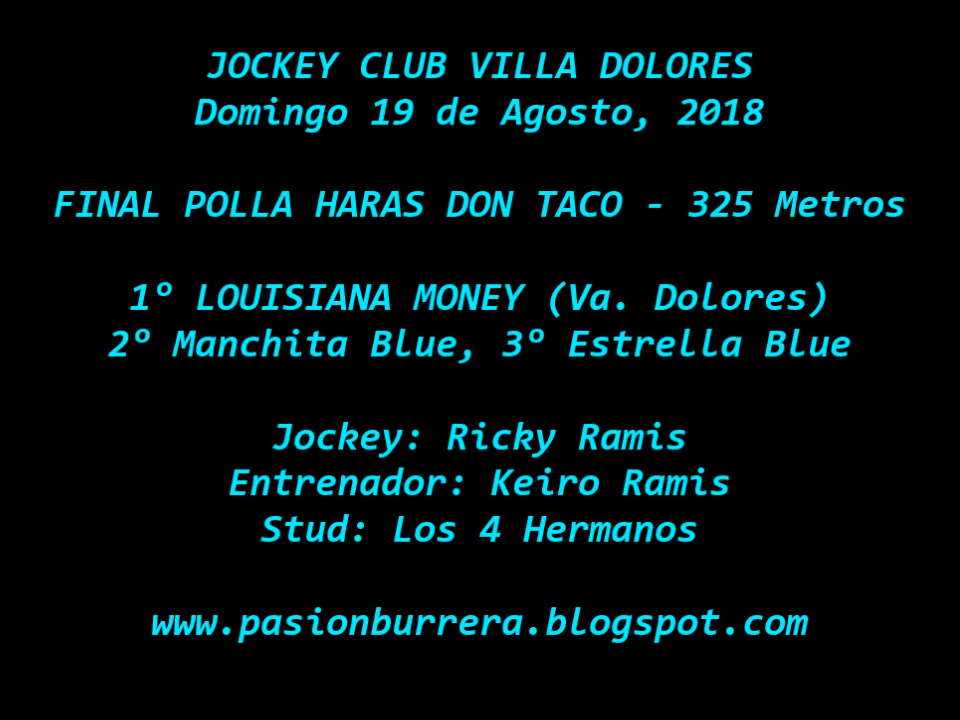 JOCKEY CLUB VILLA DOLORES
Domingo 19 de Agosto, 2018
FINAL POLLA HARAS DON TACO - 325 Metros
1º LOUISIANA MONEY (Va. Dolores)
2º Manchita Blue, 3º Estrella Blue
Jockey: Ricky Ramis
Entrenador: Keiro Ramis
Stud: Los 4 Hermanos
www.pasionburrera.blogspot.com